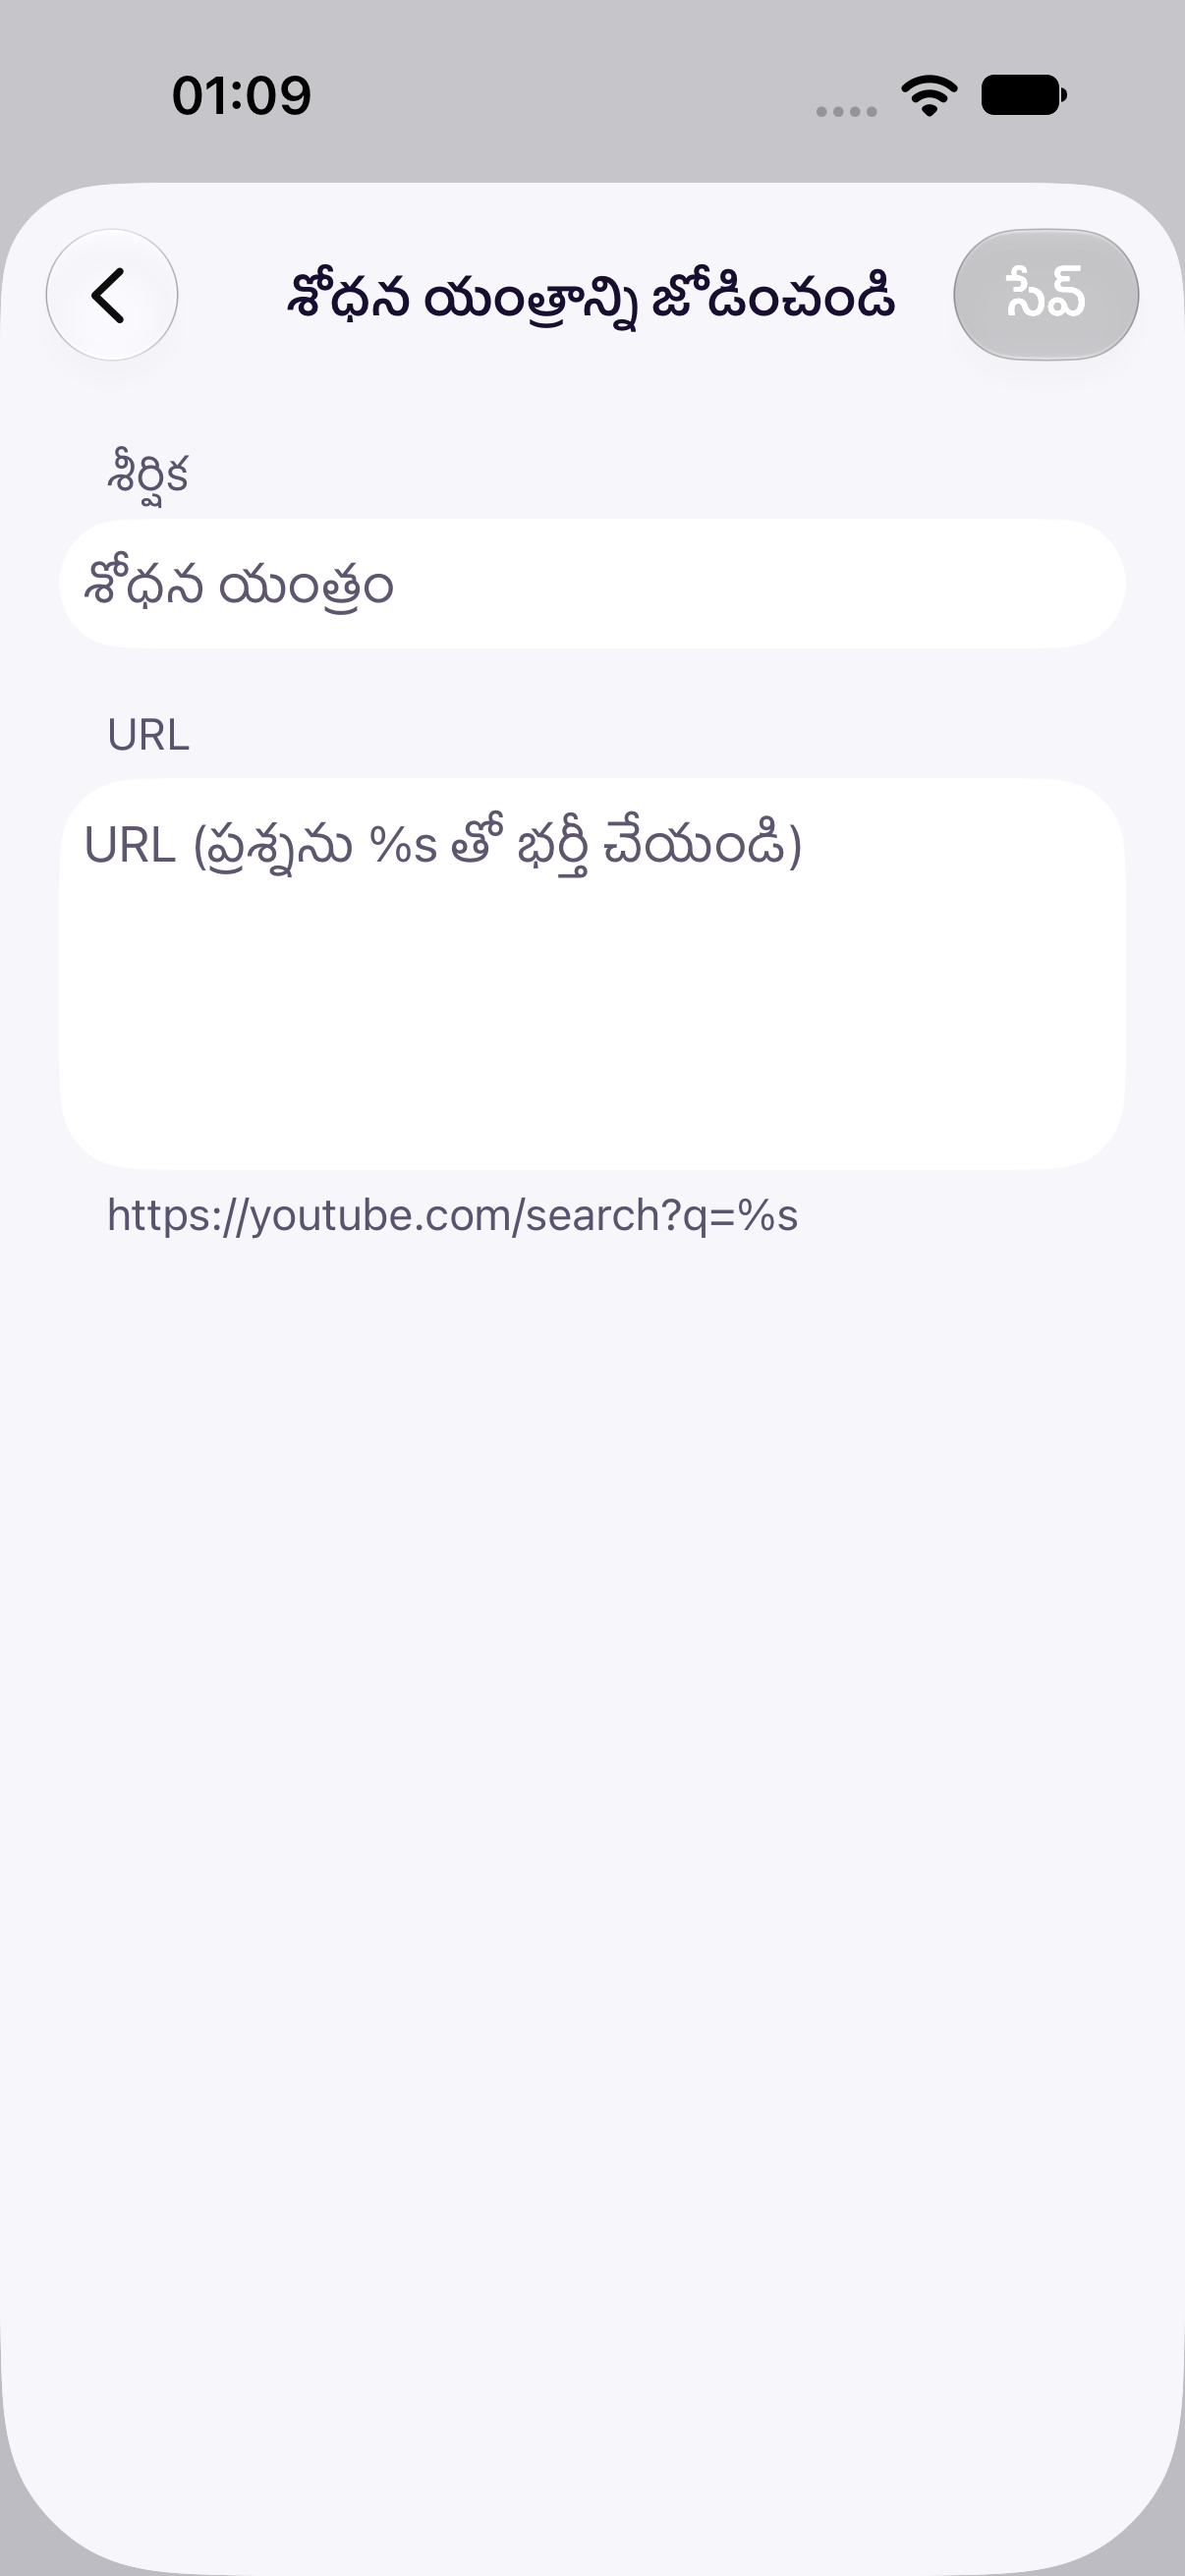 01:09
శోధన యంత్రాన్ని జోడించండి
సేవ్
శీర్షిక
శోధన యంత్రం
URL
URL (ప్రశ్నను %s తో భర్తీ చేయండి)
https://youtube.com/search?q=%s